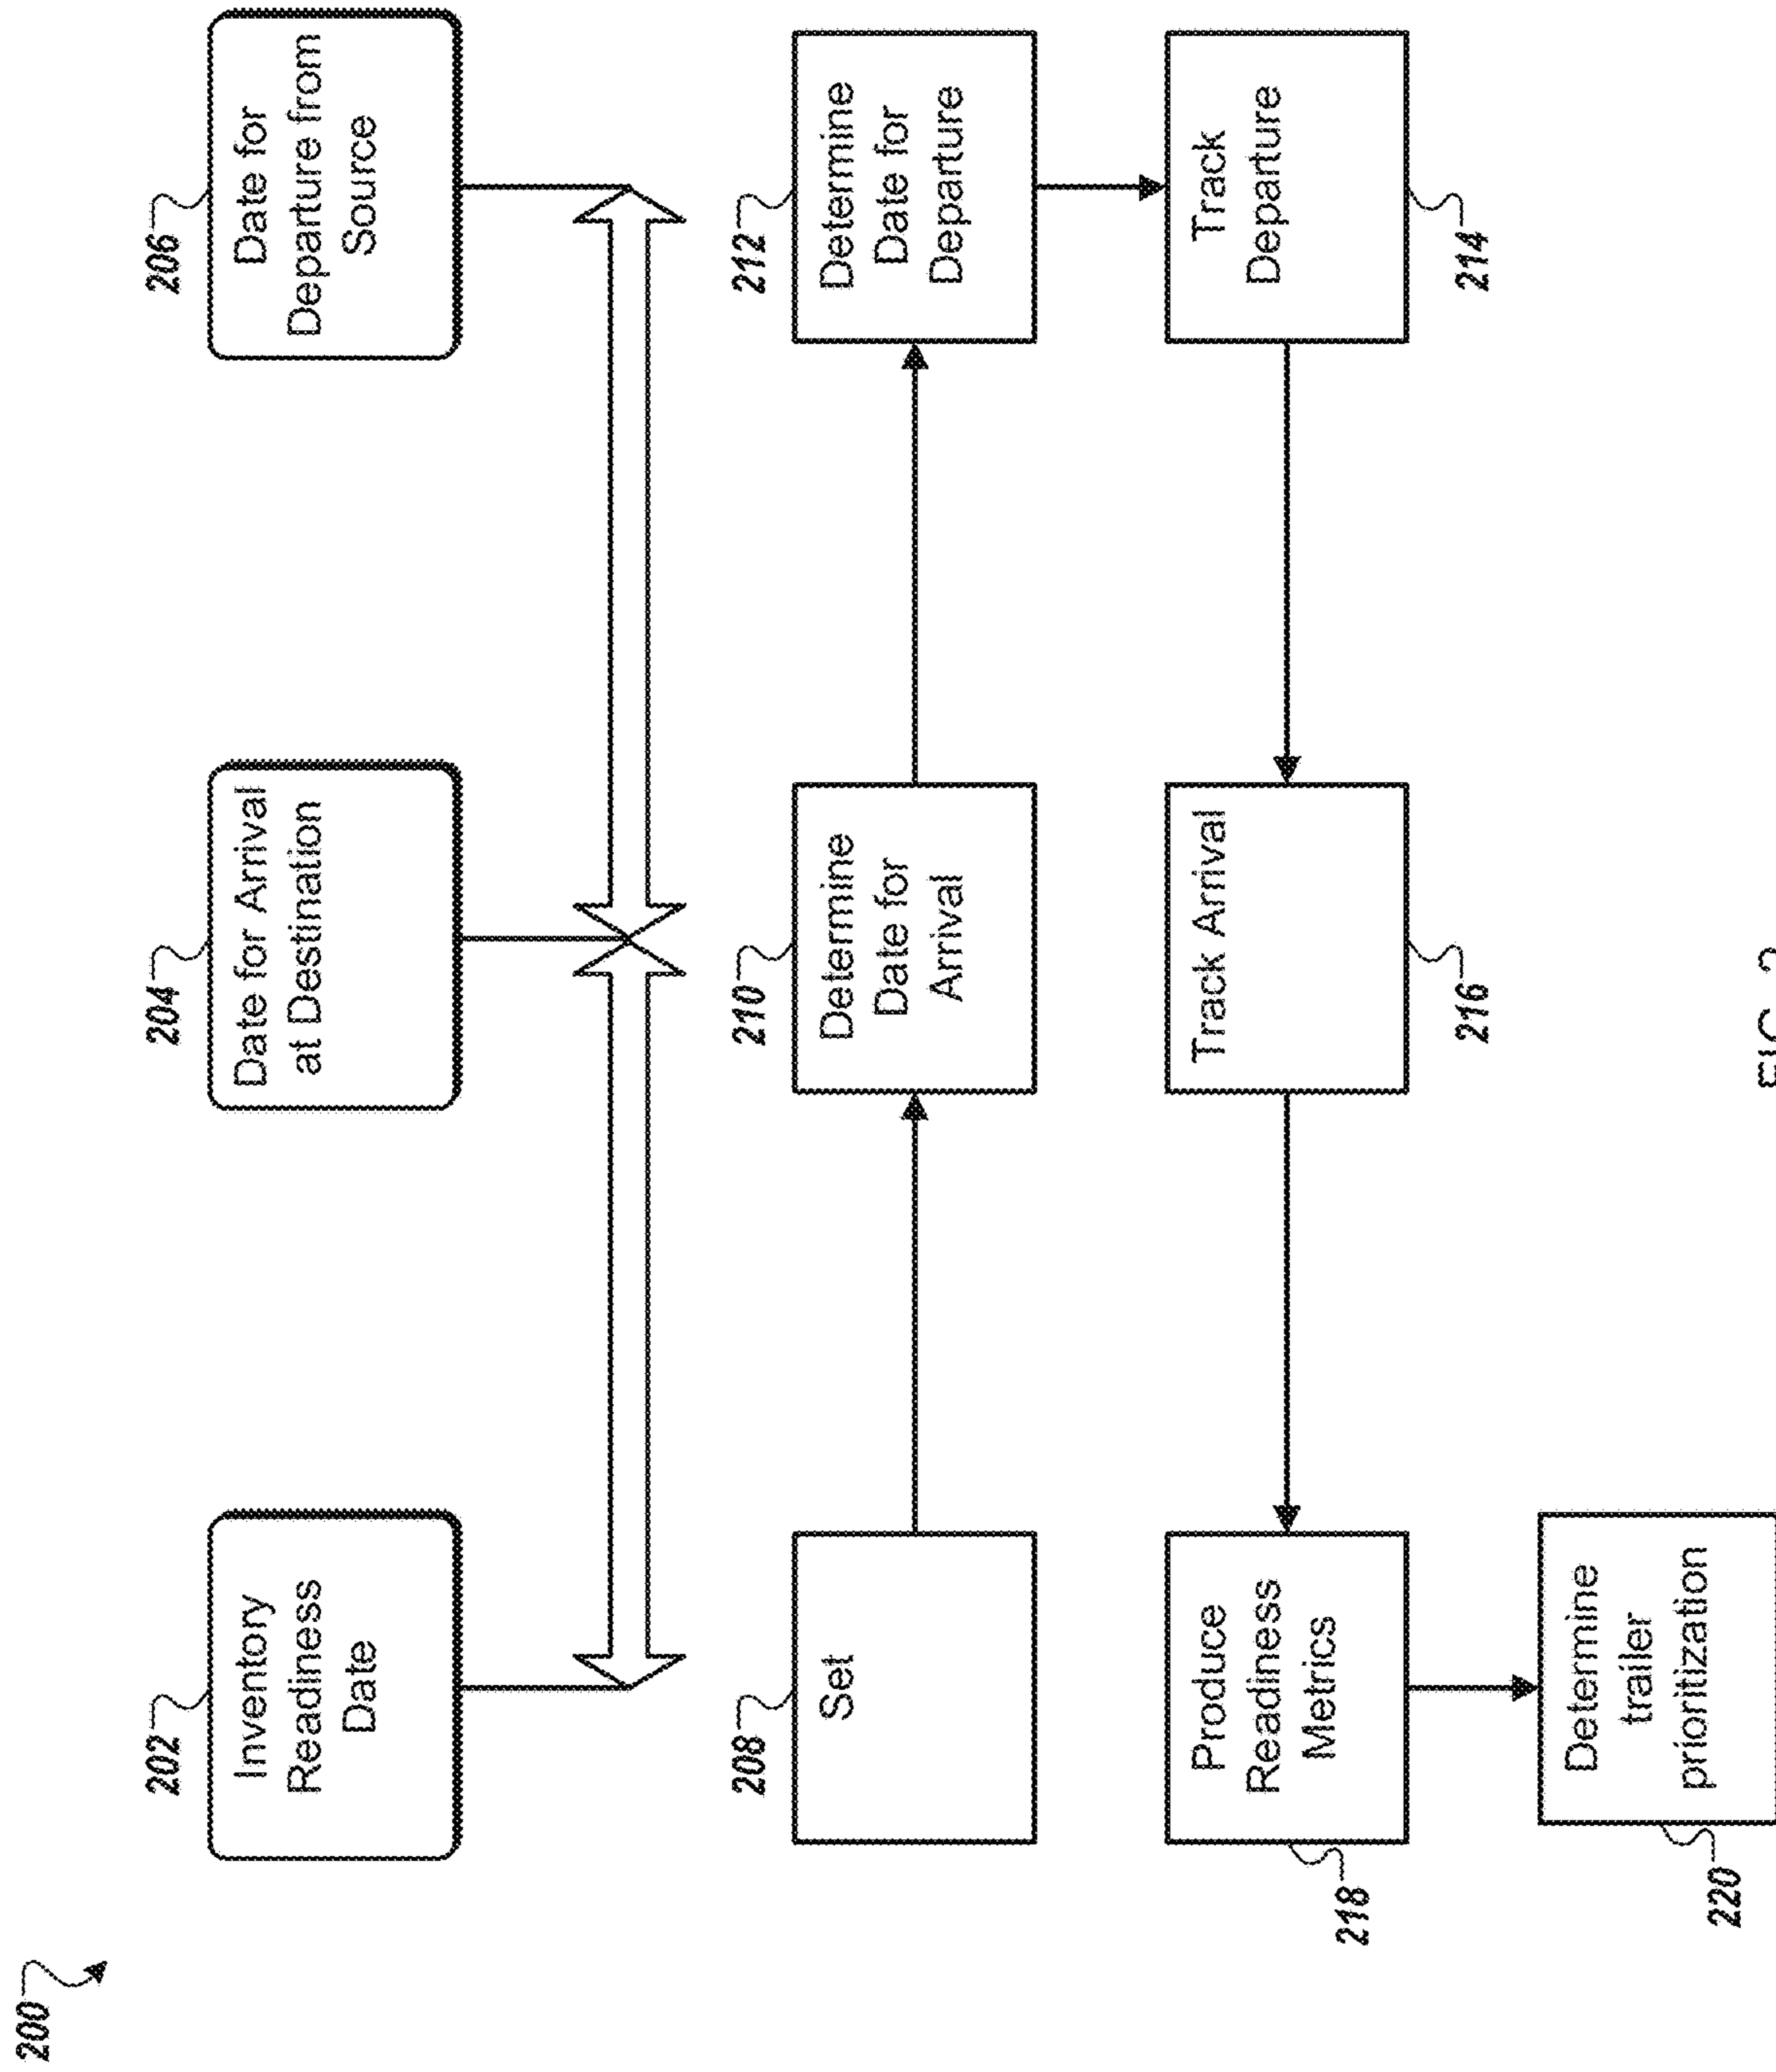 200
202
Inventory
Readiness
Date
204
Date for Arrival
at Destination
206
Date for
Departure from
Source
208
Set
210
Determine
Date for
Arrival
212
Determine
Date for
Departure
218
Produce
Readiness
Metrics
216
Track Arrival
214
Track
Departure
220
Determine
trailer
prioritization
FIG. 2